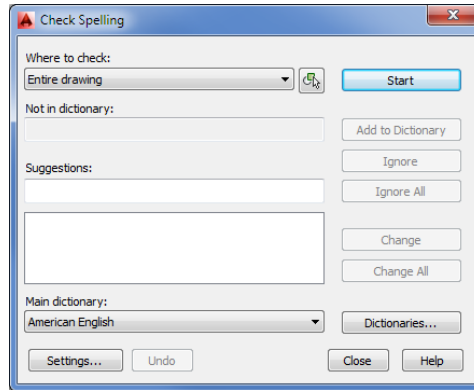 Check Spelling
Where to check:
Entire drawing
Start
Not in dictionary:
Add to Dictionary
Ignore
Suggestions:
Ignore All
Change
Change All
Main dictionary:
American English
Dictionaries...
Settings...
Undo
Close
Help